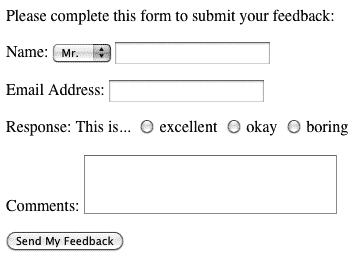 Please complete this form to submit your feedback:
Name: Mr.
Email Address:
Response: This is... excellent okay boring
Comments:
Send My Feedback